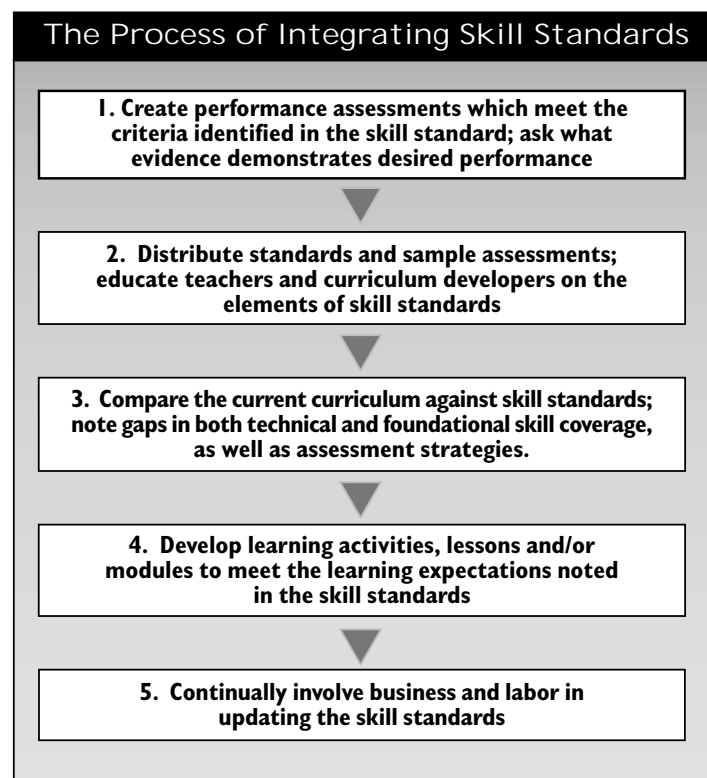 The Process of Integrating Skill Standards
1. Create performance assessments which meet the
criteria identified in the skill standard; ask what
evidence demonstrates desired performance
2. Distribute standards and sample assessments;
educate teachers and curriculum developers on the
elements of skill standards
3. Compare the current curriculum against skill standards;
note gaps in both technical and foundational skill coverage,
as well as assessment strategies.
4. Develop learning activities, lessons and/or
modules to meet the learning expectations noted
in the skill standards
5. Continually involve business and labor in
updating the skill standards